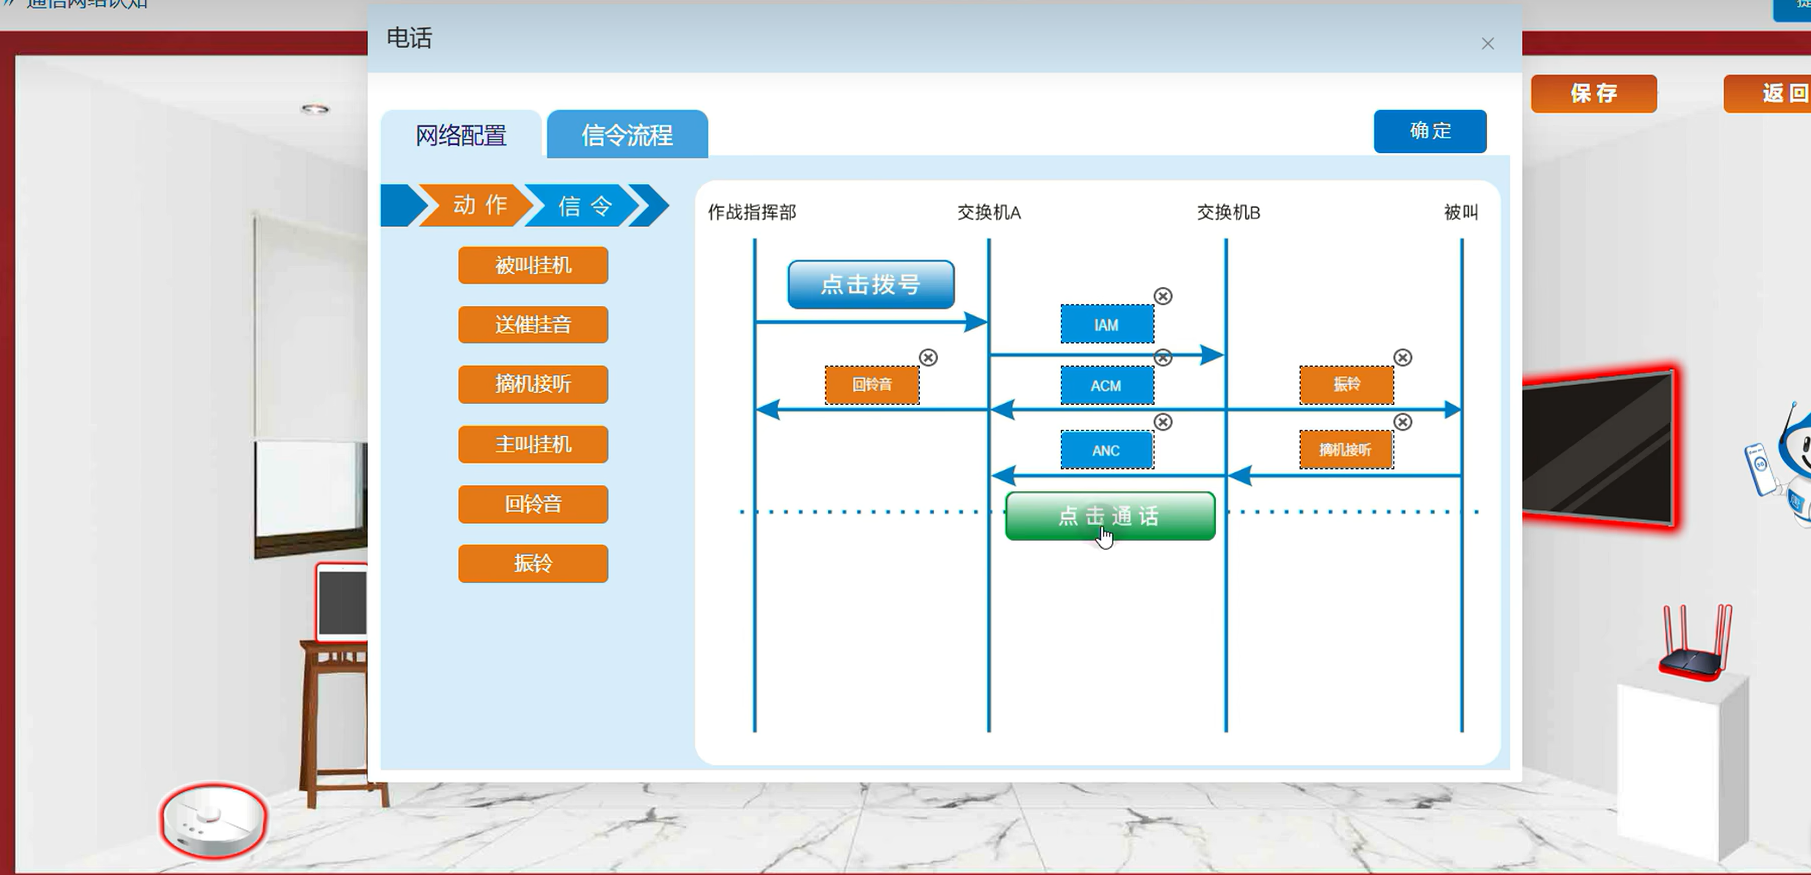 通信网络认知
电话
保存
返回
网络配置
信令流程
确定
动作
信令
作战指挥部
交换机A
交换机B
被叫
被叫挂机
送催挂音
摘机接听
主叫挂机
回铃音
振铃
点击拨号
IAM
回铃音
ACM
振铃
ANC
摘机接听
点击通话